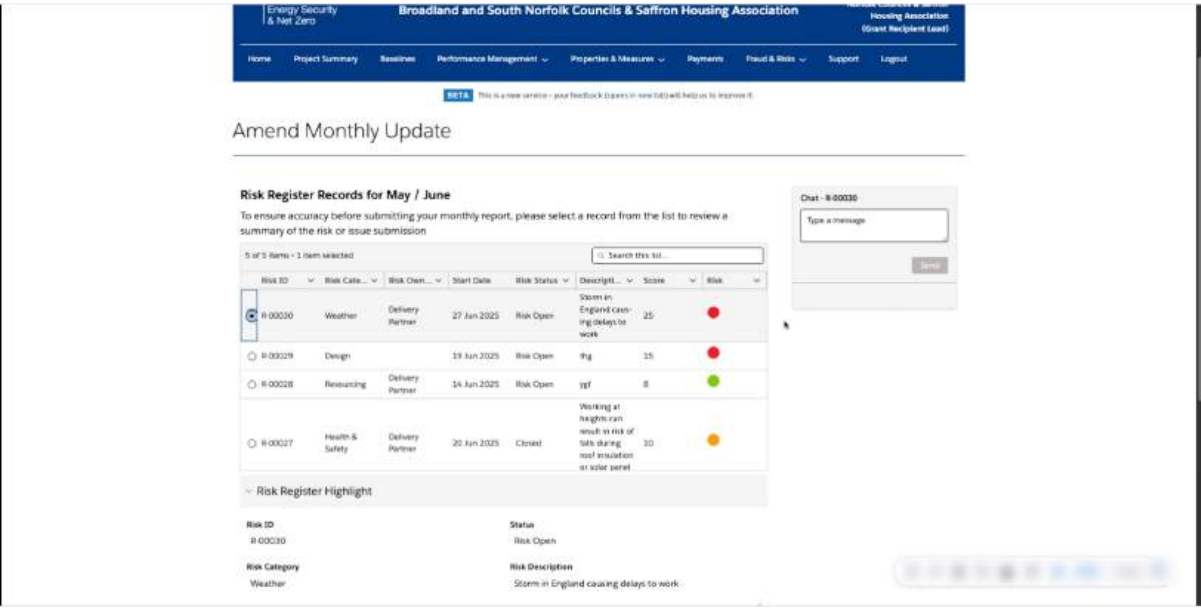 Energy Security
& Net Zero
Broadland and South Norfolk Councils & Saffron Housing Association
Norfolk Councils & Saffron
Housing Association
(Grant Recipient Lead)
Home Project Summary Baselines Performance Management Properties & Measures Payments Fraud & Risks Support Logout
BETA This is a new service - your feedback (opens in new tab) will help us to improve it.
Amend Monthly Update
Risk Register Records for May / June
To ensure accuracy before submitting your monthly report, please select a record from the list to review a
summary of the risk or issue submission
5 of 5 items • 1 item selected
Search this list...
Risk ID Risk Cate... Risk Own... Start Date Risk Status Descripti... Score Risk
R-00030 Weather Delivery Partner 27 Jun 2025 Risk Open Storm in England caus- ing delays to work 25
R-00029 Design 19 Jun 2025 Risk Open 15
R-00028 Resourcing Delivery Partner 14 Jun 2025 Risk Open 8
R-00027 Health & Safety Delivery Partner 20 Jun 2025 Closed Working at heights can result in risk of falls during roof insulation or solar panel 10
Risk Register Highlight
Risk ID
R-00030
Status
Risk Open
Risk Category
Weather
Risk Description
Storm in England causing delays to work
Chat - R-00030
Type a message
Send